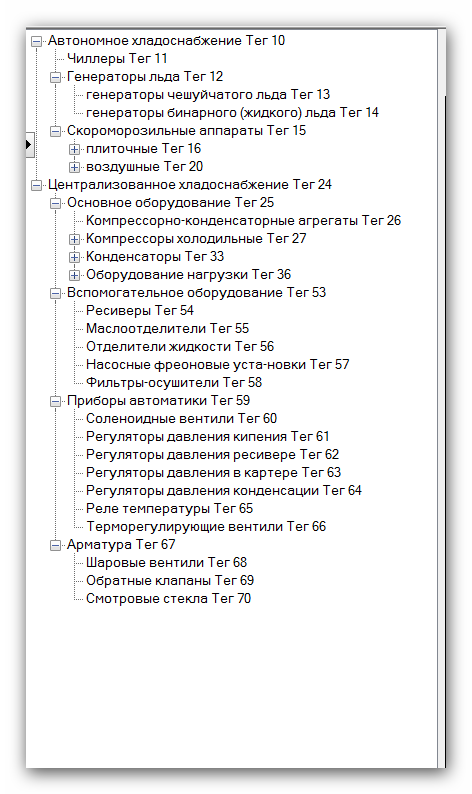 Автономное хладоснабжение Тег 10
Чиллеры Тег 11
Генераторы льда Тег 12
генераторы чешуйчатого льда Тег 13
генераторы бинарного (жидкого) льда Тег 14
Скороморозильные аппараты Тег 15
плиточные Тег 16
воздушные Тег 20
Централизованное хладоснабжение Тег 24
Основное оборудование Тег 25
Компрессорно-конденсаторные агрегаты Тег 26
Компрессоры холодильные Тег 27
Конденсаторы Тег 33
Оборудование нагрузки Тег 36
Вспомогательное оборудование Тег 53
Ресиверы Тег 54
Маслоотделители Тег 55
Отделители жидкости Тег 56
Насосные фреоновые уста-новки Тег 57
Фильтры-осушители Тег 58
Приборы автоматики Тег 59
Соленоидные вентили Тег 60
Регуляторы давления кипения Тег 61
Регуляторы давления ресивере Тег 62
Регуляторы давления в картере Тег 63
Регуляторы давления конденсации Тег 64
Реле температуры Тег 65
Терморегулирующие вентили Тег 66
Арматура Тег 67
Шаровые вентили Тег 68
Обратные клапаны Тег 69
Смотровые стекла Тег 70